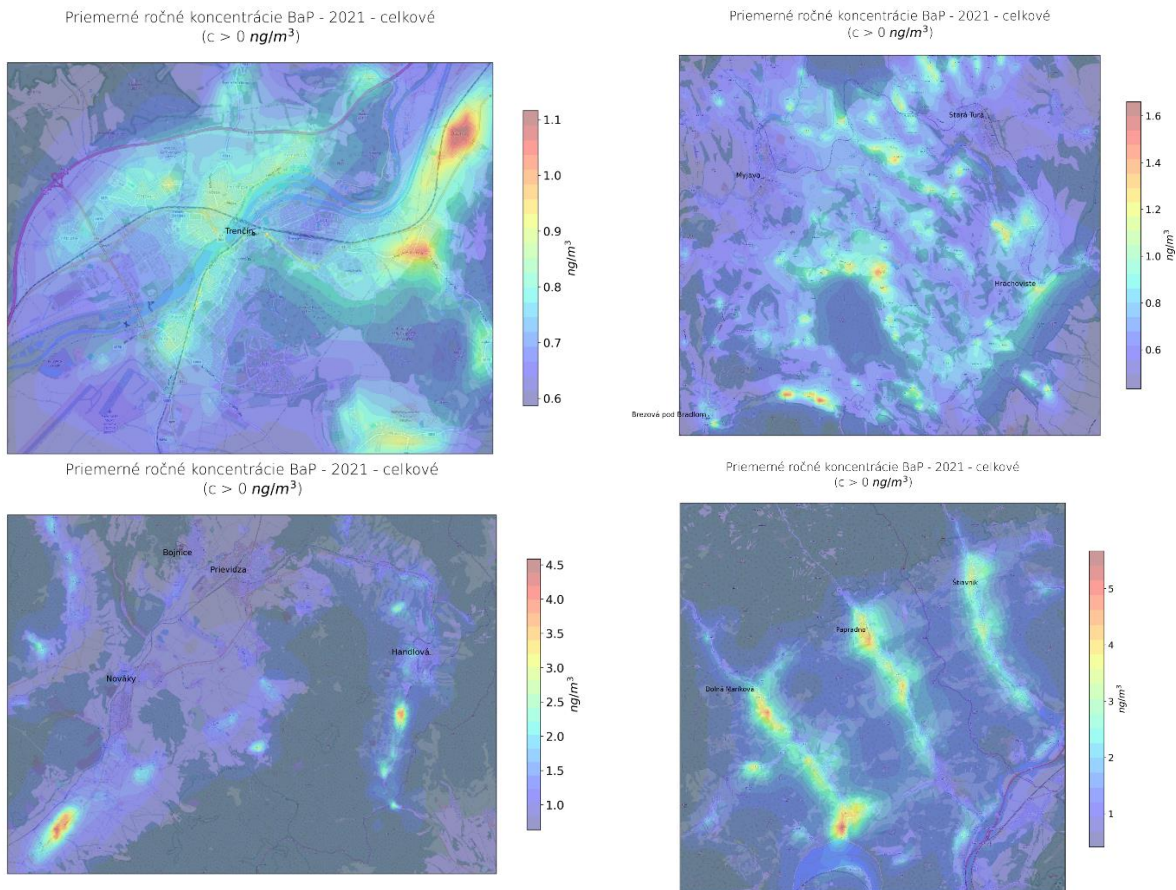 Priemerné ročné koncentrácie BaP - 2021 - celkové
(c > 0 ng/m³)
Trenčín
1.1
1.0
0.9
0.8
0.7
0.6
ng/m³
Priemerné ročné koncentrácie BaP - 2021 - celkové
(c > 0 ng/m³)
Stará Turá
Myjava
Hrachovište
Brezová pod Bradlom
1.6
1.4
1.2
1.0
0.8
0.6
ng/m³
Priemerné ročné koncentrácie BaP - 2021 - celkové
(c > 0 ng/m³)
Bojnice
Prievidza
Handlová
Nováky
4.5
4.0
3.5
3.0
2.5
2.0
1.5
1.0
ng/m³
Priemerné ročné koncentrácie BaP - 2021 - celkové
(c > 0 ng/m³)
Štiavnik
Papradno
Dolná Mariková
5
4
3
2
1
ng/m³